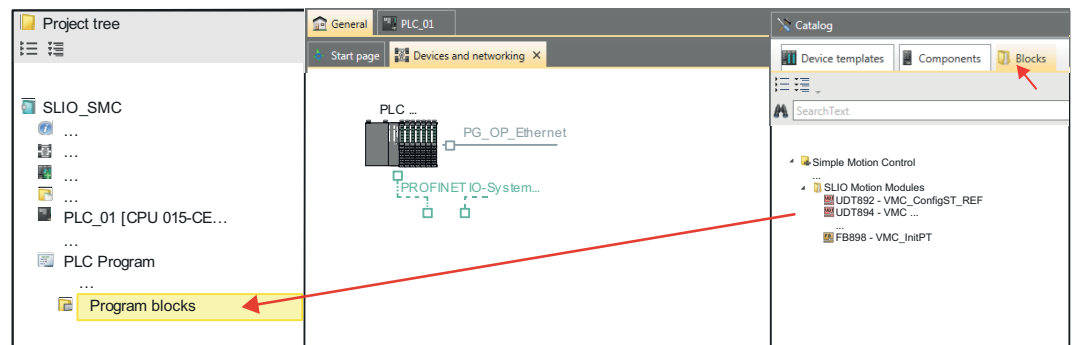 Project tree
SLIO_SMC
...
...
...
...
PLC_01 [CPU 015-CE...
...
PLC Program
...
Program blocks
General
PLC_01
Start page
Devices and networking
PLC ...
PG_OP_Ethernet
PROFINET IO-System...
Catalog
Device templates
Components
Blocks
SearchText
Simple Motion Control
...
SLIO Motion Modules
UDT892 - VMC_ConfigST_REF
UDT894 - VMC ...
...
FB898 - VMC_InitPT